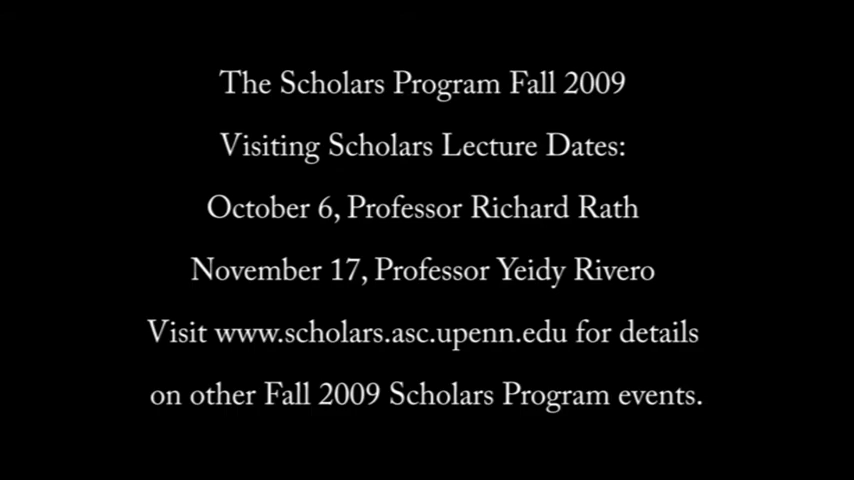 The Scholars Program Fall 2009
Visiting Scholars Lecture Dates:
October 6, Professor Richard Rath
November 17, Professor Yeidy Rivero
Visit www.scholars.asc.upenn.edu for details
on other Fall 2009 Scholars Program events.